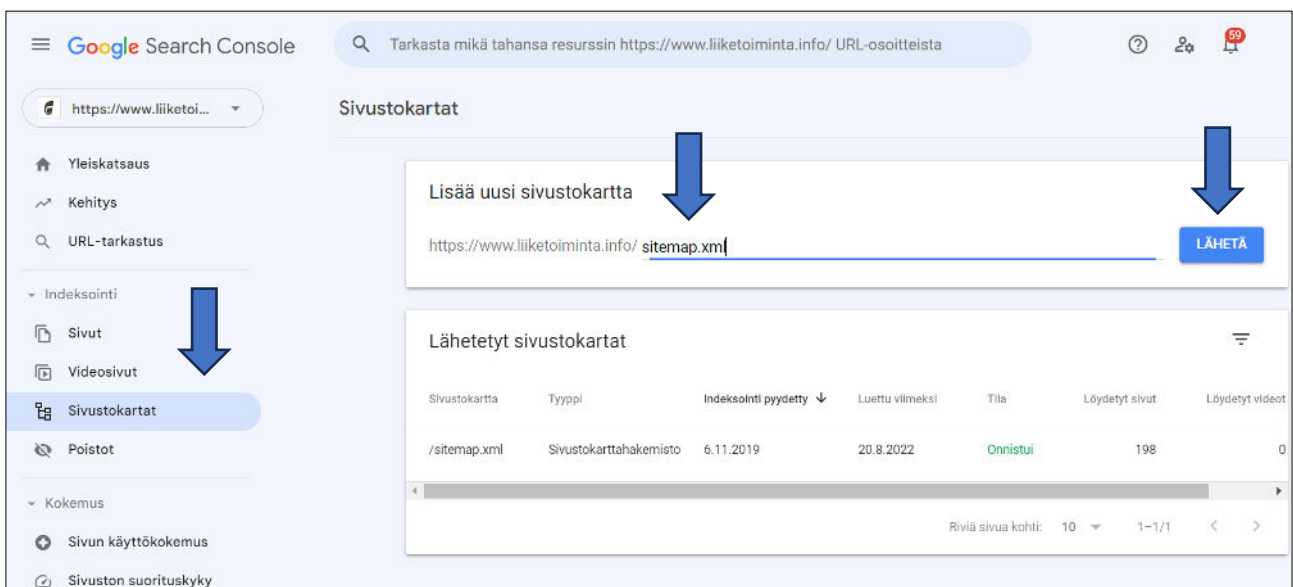 Google Search Console
Tarkasta mikä tahansa resurssin https://www.liiketoiminta.info/ URL-osoitteista
59
https://www.liiketoi...
Sivustokartat
Yleiskatsaus
Kehitys
URL-tarkastus
Indeksointi
Sivut
Videosivut
Sivustokartat
Poistot
Kokemus
Sivun käyttökokemus
Sivuston suorituskyky
Lisää uusi sivustokartta
https://www.liiketoiminta.info/ sitemap.xml
LÄHETÄ
Lähetetyt sivustokartat
Sivustokartta Tyyppi Indeksointi pyydetty Luettu viimeksi Tila Löydetyt sivut Löydetyt videot
/sitemap.xml Sivustokarttahakemisto 6.11.2019 20.8.2022 Onnistui 198 0
Riviä sivua kohti: 10 1–1/1